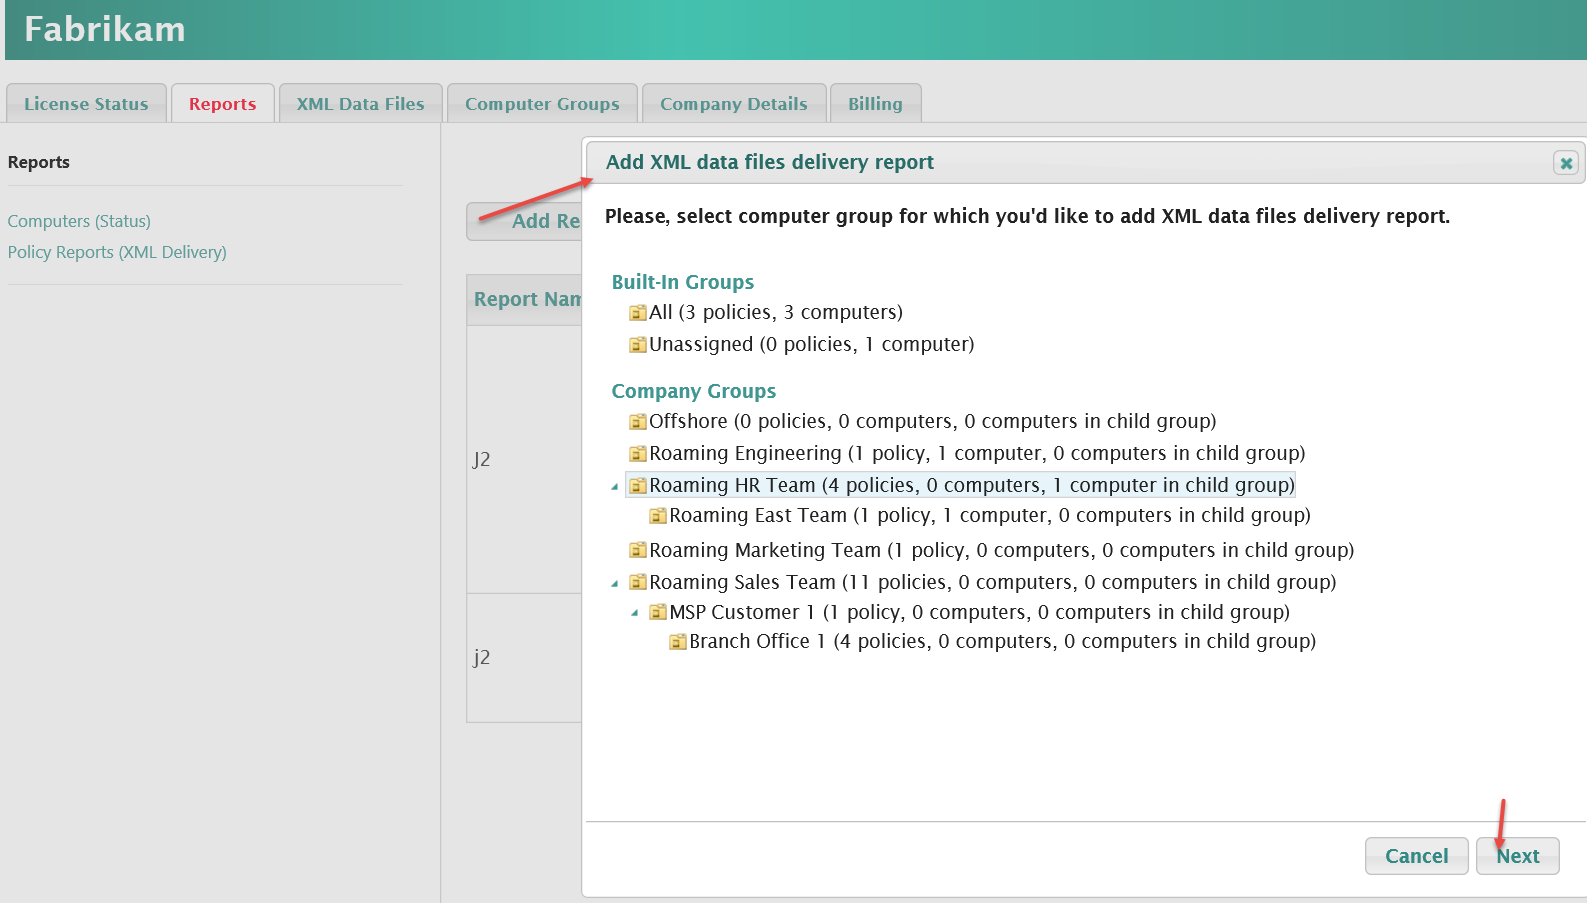 Fabrikam
License Status
Reports
XML Data Files
Computer Groups
Company Details
Billing
Reports
Computers (Status)
Policy Reports (XML Delivery)
Add Re
Report Nam
J2
j2
Add XML data files delivery report
Please, select computer group for which you'd like to add XML data files delivery report.
Built-In Groups
All (3 policies, 3 computers)
Unassigned (0 policies, 1 computer)
Company Groups
Offshore (0 policies, 0 computers, 0 computers in child group)
Roaming Engineering (1 policy, 1 computer, 0 computers in child group)
Roaming HR Team (4 policies, 0 computers, 1 computer in child group)
Roaming East Team (1 policy, 1 computer, 0 computers in child group)
Roaming Marketing Team (1 policy, 0 computers, 0 computers in child group)
Roaming Sales Team (11 policies, 0 computers, 0 computers in child group)
MSP Customer 1 (1 policy, 0 computers, 0 computers in child group)
Branch Office 1 (4 policies, 0 computers, 0 computers in child group)
Cancel
Next